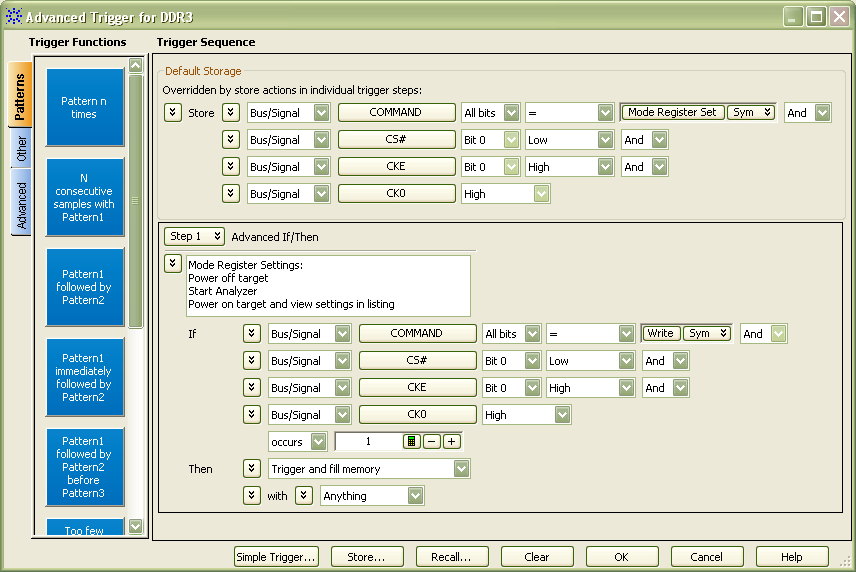 Advanced Trigger for DDR3
Trigger Functions
Trigger Sequence
Patterns
Other
Advanced
Pattern n
times
N
consecutive
samples with
Pattern1
Pattern1
followed by
Pattern2
Pattern1
immediately
followed by
Pattern2
Pattern1
followed by
Pattern2
before
Pattern3
Too few
Default Storage
Overridden by store actions in individual trigger steps:
Store Bus/Signal COMMAND All bits = Mode Register Set Sym And
Bus/Signal CS# Bit 0 Low And
Bus/Signal CKE Bit 0 High And
Bus/Signal CK0 High
Step 1 Advanced If/Then
Mode Register Settings:
Power off target
Start Analyzer
Power on target and view settings in listing
If Bus/Signal COMMAND All bits = Write Sym And
Bus/Signal CS# Bit 0 Low And
Bus/Signal CKE Bit 0 High And
Bus/Signal CK0 High
occurs 1 − +
Then Trigger and fill memory
with Anything
Simple Trigger... Store... Recall... Clear OK Cancel Help